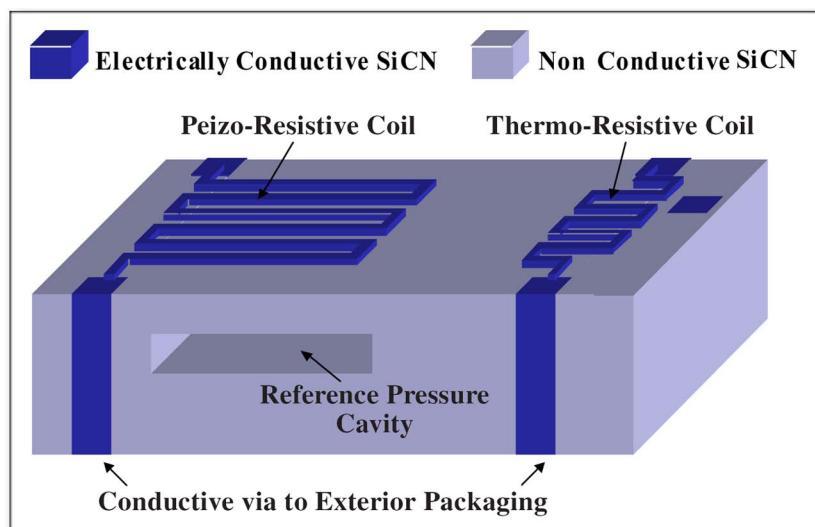 Electrically Conductive SiCN
Non Conductive SiCN
Peizo-Resistive Coil
Thermo-Resistive Coil
Reference Pressure
Cavity
Conductive via to Exterior Packaging